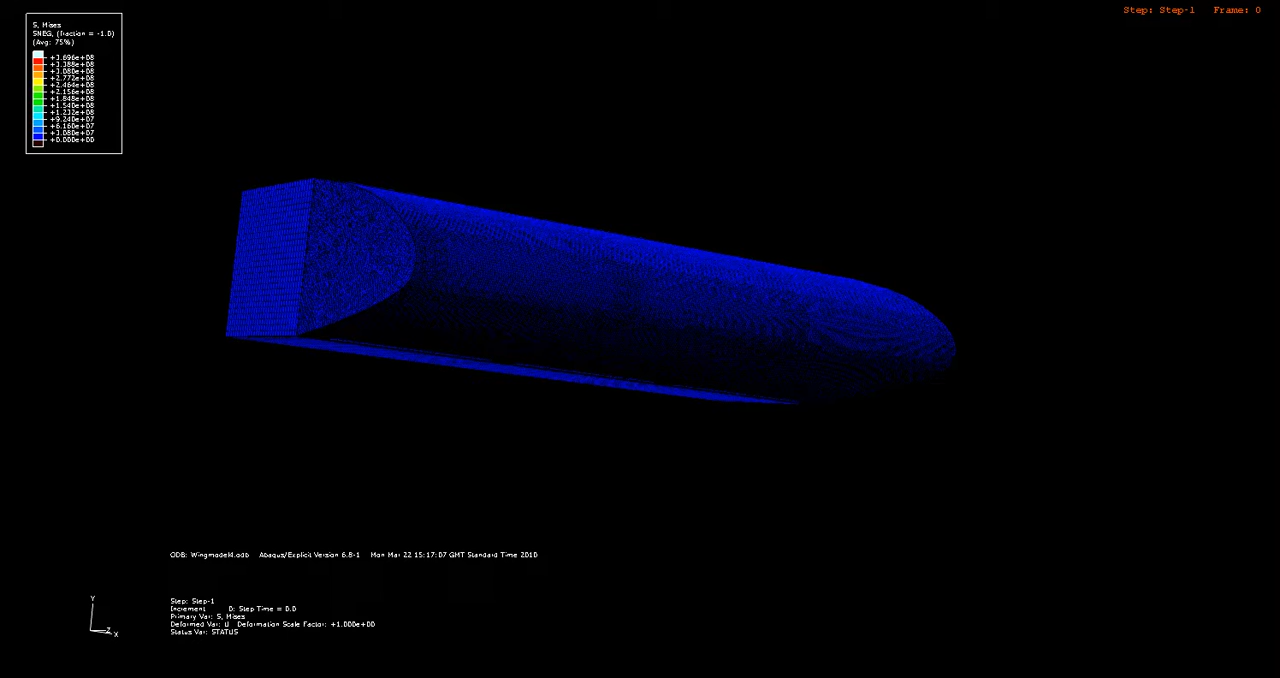 Step: Step-1 Frame: 0
S, Mises
SNEG, (fraction = -1.0)
(Avg: 75%)
+3.696e+08
+3.388e+08
+3.080e+08
+2.772e+08
+2.464e+08
+2.156e+08
+1.848e+08
+1.540e+08
+1.232e+08
+9.240e+07
+6.160e+07
+3.080e+07
+0.000e+00
ODB: Wingmodel4.odb Abaqus/Explicit Version 6.8-1 Mon Mar 22 15:17:07 GMT Standard Time 2010
Step: Step-1
Increment 0: Step Time = 0.0
Primary Var: S, Mises
Deformed Var: U Deformation Scale Factor: +1.000e+00
Status Var: STATUS
Y
Z
X